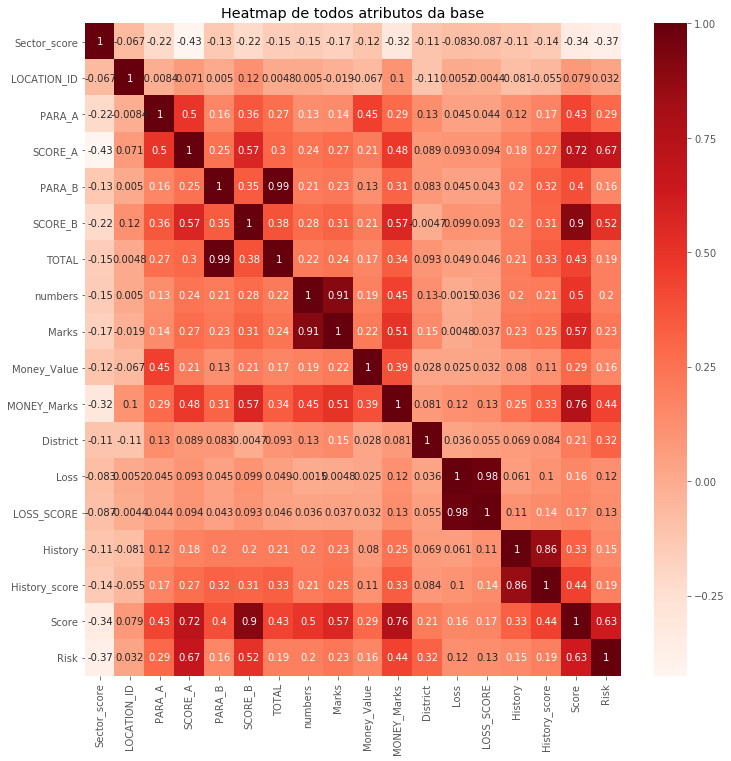 Heatmap de todos atributos da base
Sector_score 1 -0.067 -0.22 -0.43 -0.13 -0.22 -0.15 -0.15 -0.17 -0.12 -0.32 -0.11 -0.083 -0.087 -0.11 -0.14 -0.34 -0.37
LOCATION_ID -0.067 1 -0.0084 0.071 0.005 0.12 0.0048 0.005 -0.019 -0.067 0.1 -0.11 0.0052 -0.0044 -0.081 -0.055 0.079 0.032
PARA_A -0.22 -0.0084 1 0.5 0.16 0.36 0.27 0.13 0.14 0.45 0.29 0.13 0.045 0.044 0.12 0.17 0.43 0.29
SCORE_A -0.43 0.071 0.5 1 0.25 0.57 0.3 0.24 0.27 0.21 0.48 0.089 0.093 0.094 0.18 0.27 0.72 0.67
PARA_B -0.13 0.005 0.16 0.25 1 0.35 0.99 0.21 0.23 0.13 0.31 0.083 0.045 0.043 0.2 0.32 0.4 0.16
SCORE_B -0.22 0.12 0.36 0.57 0.35 1 0.38 0.28 0.31 0.21 0.57 -0.0047 0.099 0.093 0.2 0.31 0.9 0.52
TOTAL -0.15 0.0048 0.27 0.3 0.99 0.38 1 0.22 0.24 0.17 0.34 0.093 0.049 0.046 0.21 0.33 0.43 0.19
numbers -0.15 0.005 0.13 0.24 0.21 0.28 0.22 1 0.91 0.19 0.45 0.13 -0.0015 0.036 0.2 0.21 0.5 0.2
Marks -0.17 -0.019 0.14 0.27 0.23 0.31 0.24 0.91 1 0.22 0.51 0.15 0.0048 0.037 0.23 0.25 0.57 0.23
Money_Value -0.12 -0.067 0.45 0.21 0.13 0.21 0.17 0.19 0.22 1 0.39 0.028 0.025 0.032 0.08 0.11 0.29 0.16
MONEY_Marks -0.32 0.1 0.29 0.48 0.31 0.57 0.34 0.45 0.51 0.39 1 0.081 0.12 0.13 0.25 0.33 0.76 0.44
District -0.11 -0.11 0.13 0.089 0.083 -0.0047 0.093 0.13 0.15 0.028 0.081 1 0.036 0.055 0.069 0.084 0.21 0.32
Loss -0.083 0.0052 0.045 0.093 0.045 0.099 0.049 -0.0015 0.0048 0.025 0.12 0.036 1 0.98 0.061 0.1 0.16 0.12
LOSS_SCORE -0.087 -0.0044 0.044 0.094 0.043 0.093 0.046 0.036 0.037 0.032 0.13 0.055 0.98 1 0.11 0.14 0.17 0.13
History -0.11 -0.081 0.12 0.18 0.2 0.2 0.21 0.2 0.23 0.08 0.25 0.069 0.061 0.11 1 0.86 0.33 0.15
History_score -0.14 -0.055 0.17 0.27 0.32 0.31 0.33 0.21 0.25 0.11 0.33 0.084 0.1 0.14 0.86 1 0.44 0.19
Score -0.34 0.079 0.43 0.72 0.4 0.9 0.43 0.5 0.57 0.29 0.76 0.21 0.16 0.17 0.33 0.44 1 0.63
Risk -0.37 0.032 0.29 0.67 0.16 0.52 0.19 0.2 0.23 0.16 0.44 0.32 0.12 0.13 0.15 0.19 0.63 1
Sector_score LOCATION_ID PARA_A SCORE_A PARA_B SCORE_B TOTAL numbers Marks Money_Value MONEY_Marks District Loss LOSS_SCORE History History_score Score Risk
1.00
0.75
0.50
0.25
0.00
−0.25